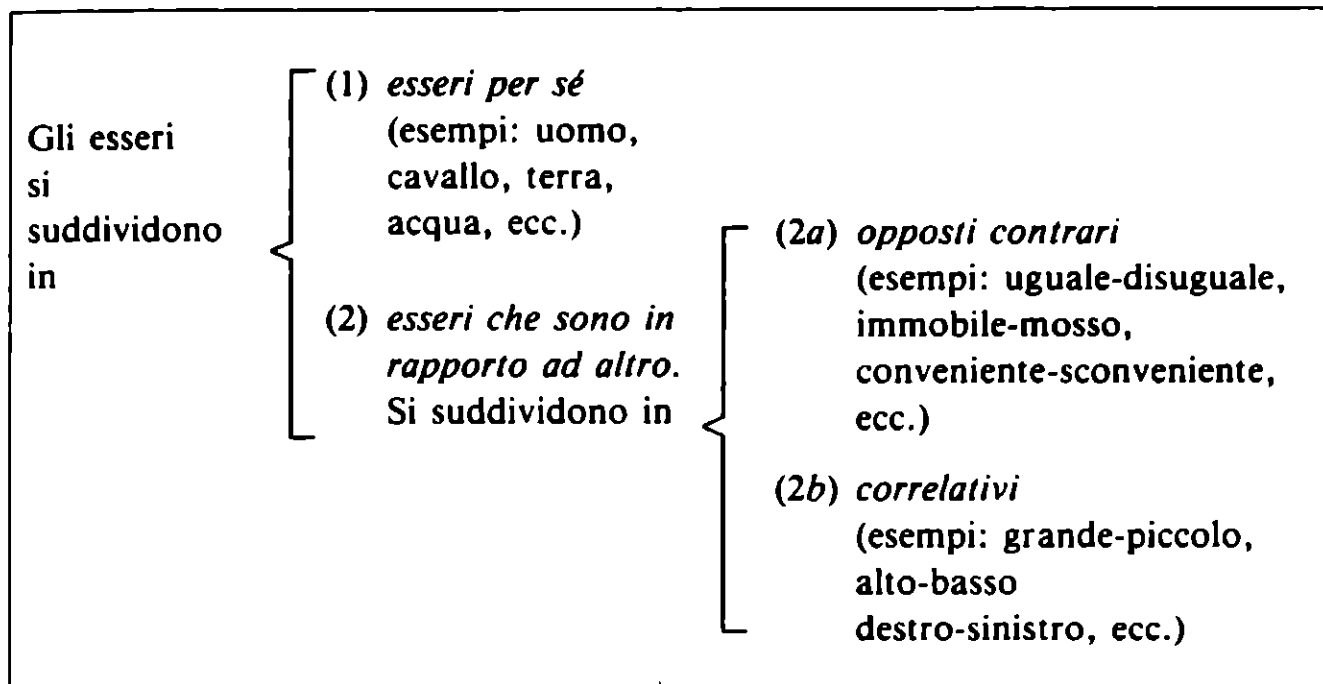 Gli esseri
si
suddividono
in
(1) esseri per sé
(esempi: uomo,
cavallo, terra,
acqua, ecc.)
(2) esseri che sono in
rapporto ad altro.
Si suddividono in
(2a) opposti contrari
(esempi: uguale-disuguale,
immobile-mosso,
conveniente-sconveniente,
ecc.)
(2b) correlativi
(esempi: grande-piccolo,
alto-basso
destro-sinistro, ecc.)